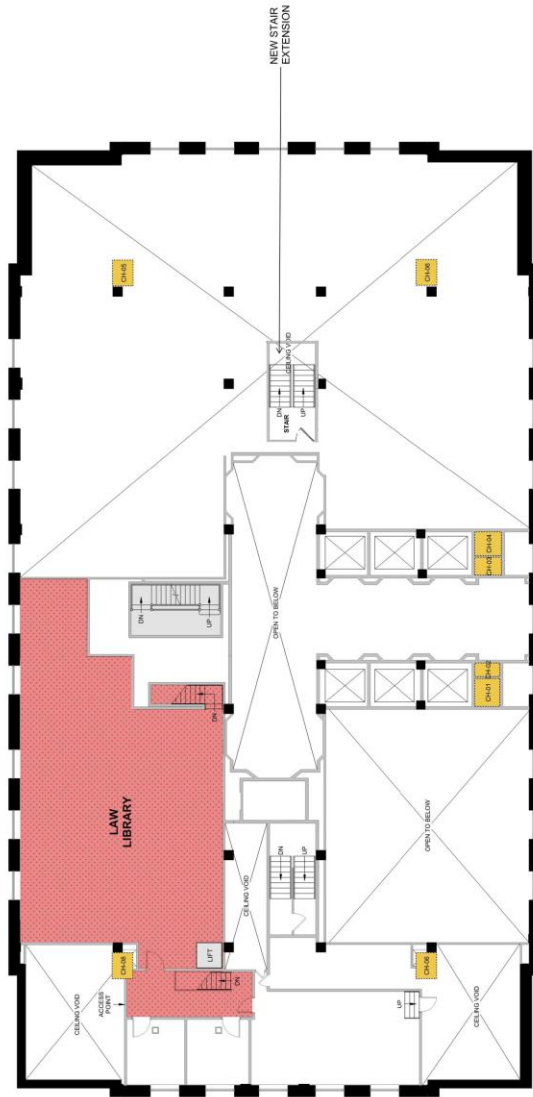 NEW STAIR
EXTENSION
CH-05
CH-06
CEILING VOID
DN
UP
STAIR
CH-03
CH-04
DN
UP
OPEN TO BELOW
DN
CH-01
CH-02
LAW
LIBRARY
OPEN TO BELOW
CEILING VOID
DN
UP
LIFT
CH-08
CH-06
ACCESS
POINT
CEILING VOID
DN
UP
CEILING VOID